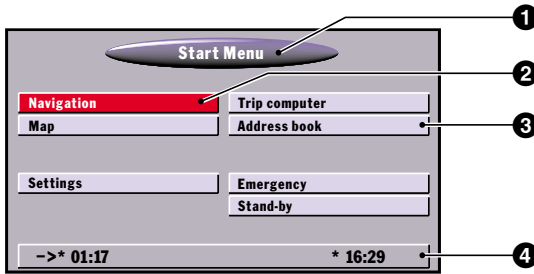 1
Start Menu
2
Navigation Trip computer
Map Address book
3
Settings Emergency
Stand-by
–>* 01:17 * 16:29
4